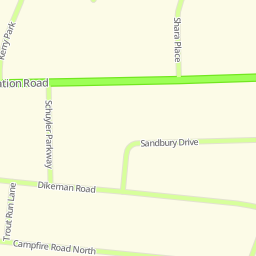 Kerry Park
Shara Place
ation Road
Schuyler Parkway
Sandbury Drive
Dikeman Road
Trout Run Lane
Campfire Road North